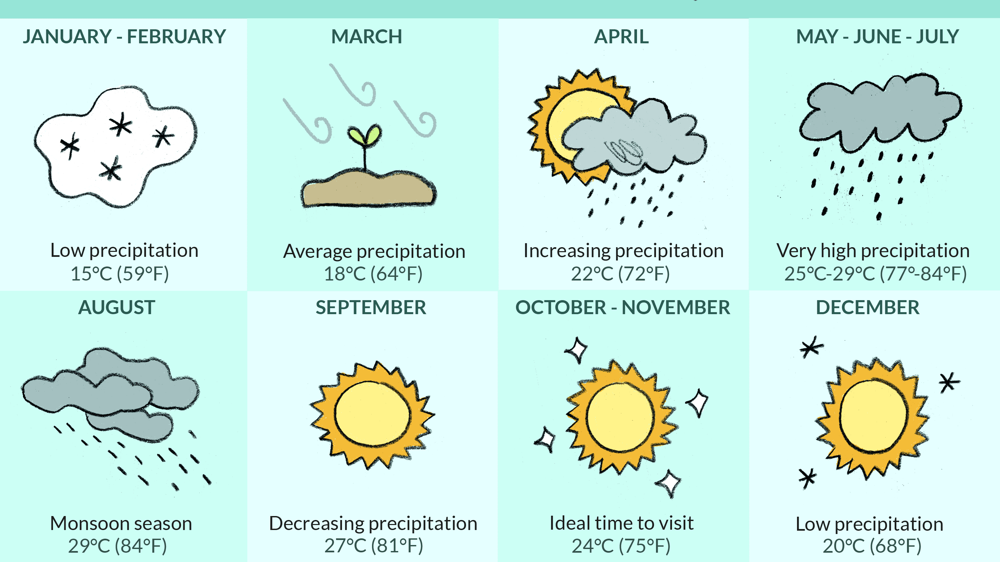 JANUARY - FEBRUARY
Low precipitation
15°C (59°F)
MARCH
Average precipitation
18°C (64°F)
APRIL
Increasing precipitation
22°C (72°F)
MAY - JUNE - JULY
Very high precipitation
25°C-29°C (77°-84°F)
AUGUST
Monsoon season
29°C (84°F)
SEPTEMBER
Decreasing precipitation
27°C (81°F)
OCTOBER - NOVEMBER
Ideal time to visit
24°C (75°F)
DECEMBER
Low precipitation
20°C (68°F)